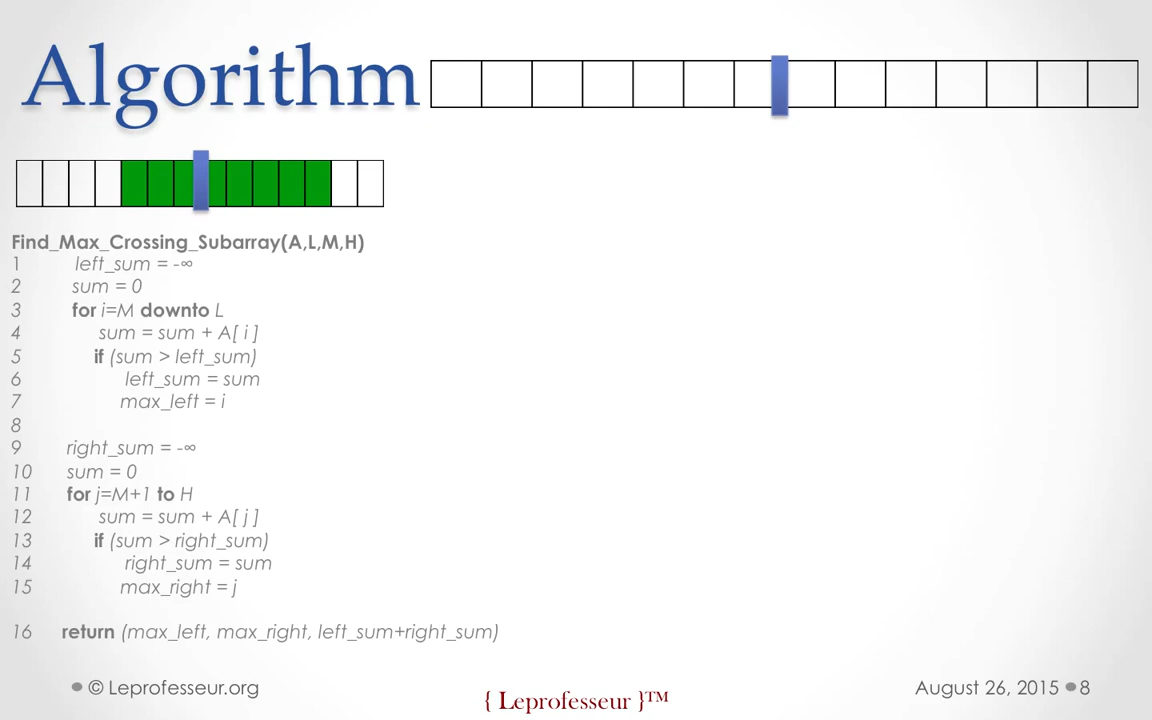 Algorithm
Find_Max_Crossing_Subarray(A,L,M,H)
1 left_sum = -∞
2 sum = 0
3 for i=M downto L
4 sum = sum + A[ i ]
5 if (sum > left_sum)
6 left_sum = sum
7 max_left = i
8
9 right_sum = -∞
10 sum = 0
11 for j=M+1 to H
12 sum = sum + A[ j ]
13 if (sum > right_sum)
14 right_sum = sum
15 max_right = j
16 return (max_left, max_right, left_sum+right_sum)
© Leprofesseur.org
{ Leprofesseur }™
August 26, 2015 8